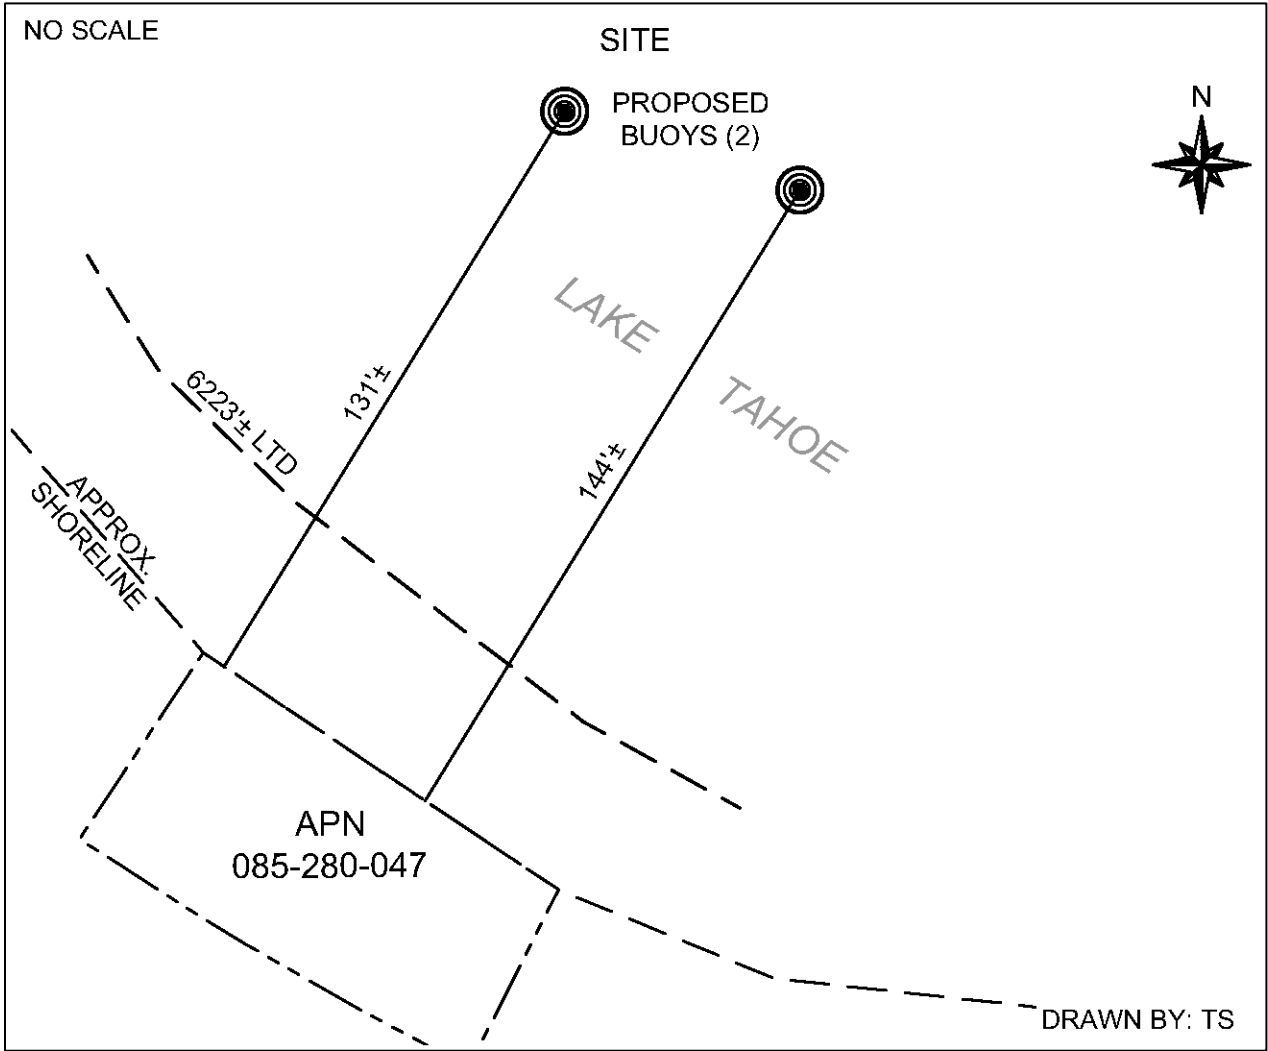 NO SCALE
SITE
PROPOSED
BUOYS (2)
N
LAKE
TAHOE
131'±
6223'± LTD
144'±
APPROX.
SHORELINE
APN
085-280-047
DRAWN BY: TS